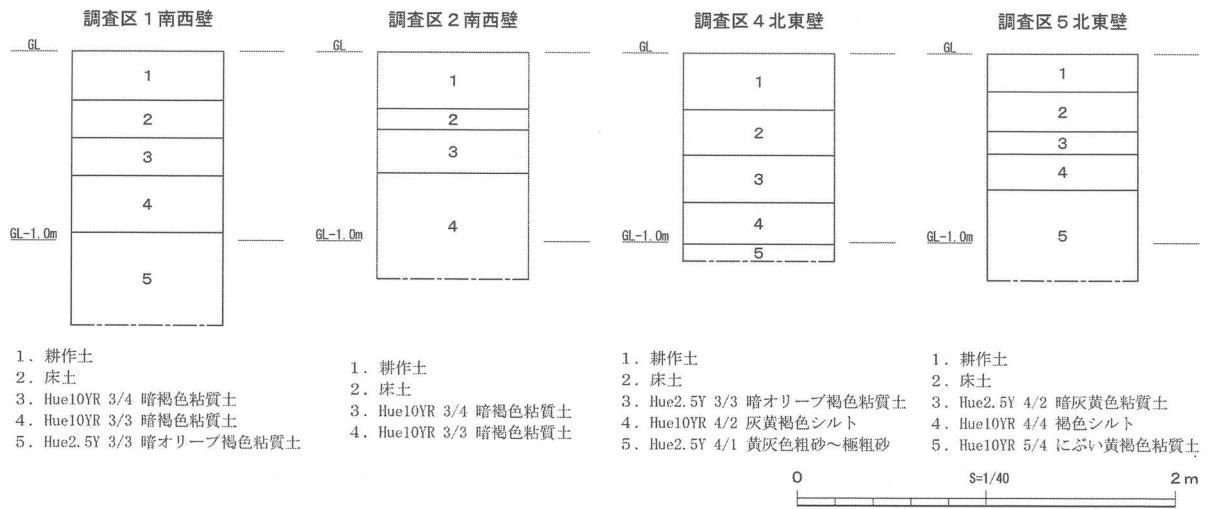 調査区1南西壁
GL
1
2
3
4
GL-1.0m
5
1. 耕作土
2. 床土
3. Hue10YR 3/4 暗褐色粘質土
4. Hue10YR 3/3 暗褐色粘質土
5. Hue2.5Y 3/3 暗オリーブ褐色粘質土
調査区2南西壁
GL
1
2
3
GL-1.0m
4
1. 耕作土
2. 床土
3. Hue10YR 3/4 暗褐色粘質土
4. Hue10YR 3/3 暗褐色粘質土
調査区4北東壁
GL
1
2
3
4
GL-1.0m
5
1. 耕作土
2. 床土
3. Hue2.5Y 3/3 暗オリーブ褐色粘質土
4. Hue10YR 4/2 灰黄褐色シルト
5. Hue2.5Y 4/1 黄灰色粗砂〜極粗砂
調査区5北東壁
GL
1
2
3
4
GL-1.0m
5
1. 耕作土
2. 床土
3. Hue2.5Y 4/2 暗灰黄色粘質土
4. Hue10YR 4/4 褐色シルト
5. Hue10YR 5/4 にぶい黄褐色粘質土
0 S=1/40 2m